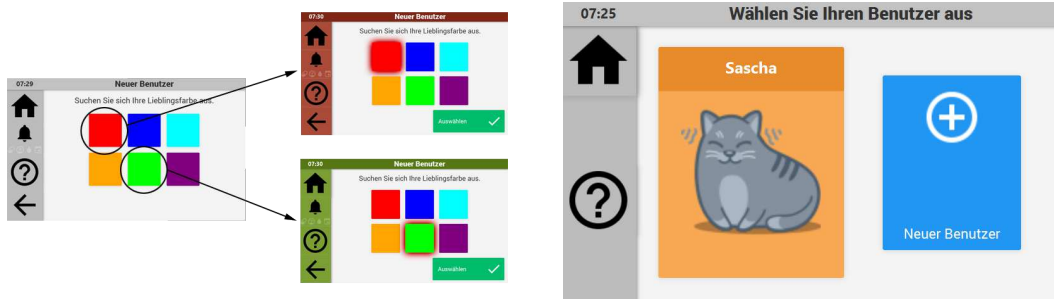 07:29 Neuer Benutzer
Suchen Sie sich Ihre Lieblingsfarbe aus.
07:30 Neuer Benutzer
Suchen Sie sich Ihre Lieblingsfarbe aus.
Auswählen
07:30 Neuer Benutzer
Suchen Sie sich Ihre Lieblingsfarbe aus.
Auswählen
07:25 Wählen Sie Ihren Benutzer aus
Sascha
Neuer Benutzer